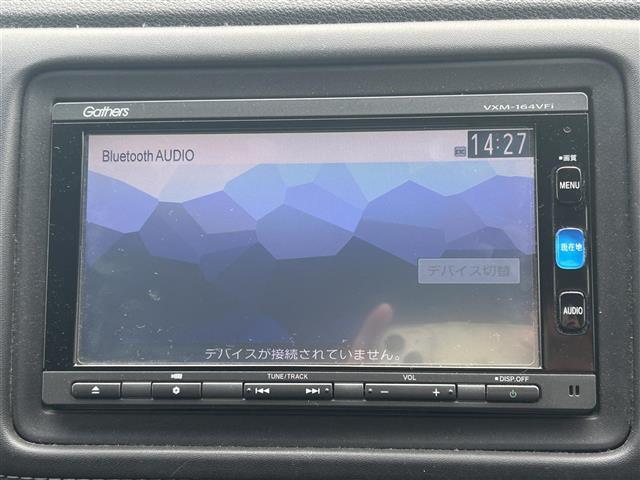 Gathers
VXM-164VFi
Bluetooth AUDIO
14:27
●画質
MENU
現在地
デバイス切替
AUDIO
デバイスが接続されていません。
TUNE/TRACK
VOL
●DISP.OFF